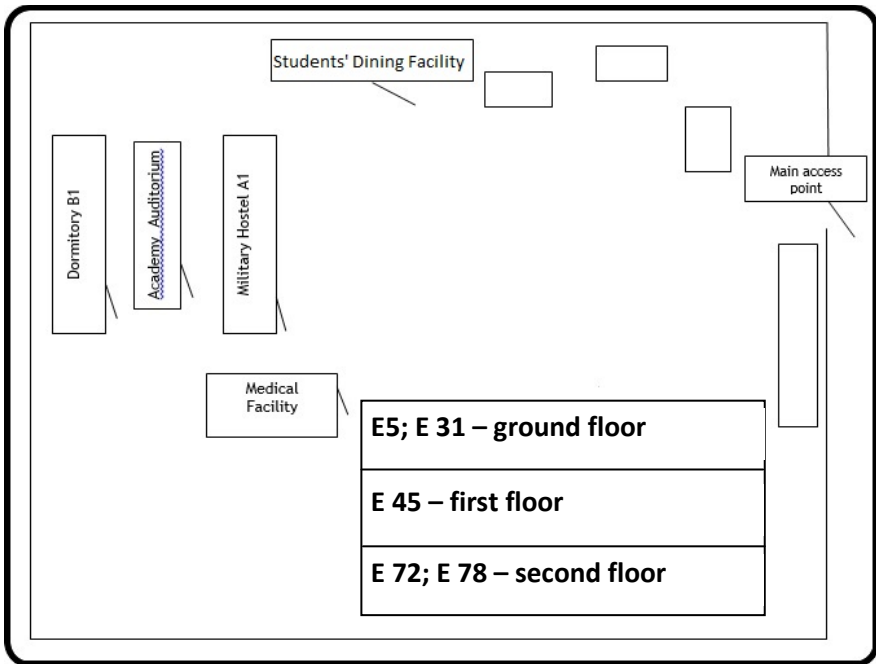 Students' Dining Facility
Main access
point
Dormitory B1
Academy Auditorium
Military Hostel A1
Medical
Facility
E5; E 31 – ground floor
E 45 – first floor
E 72; E 78 – second floor